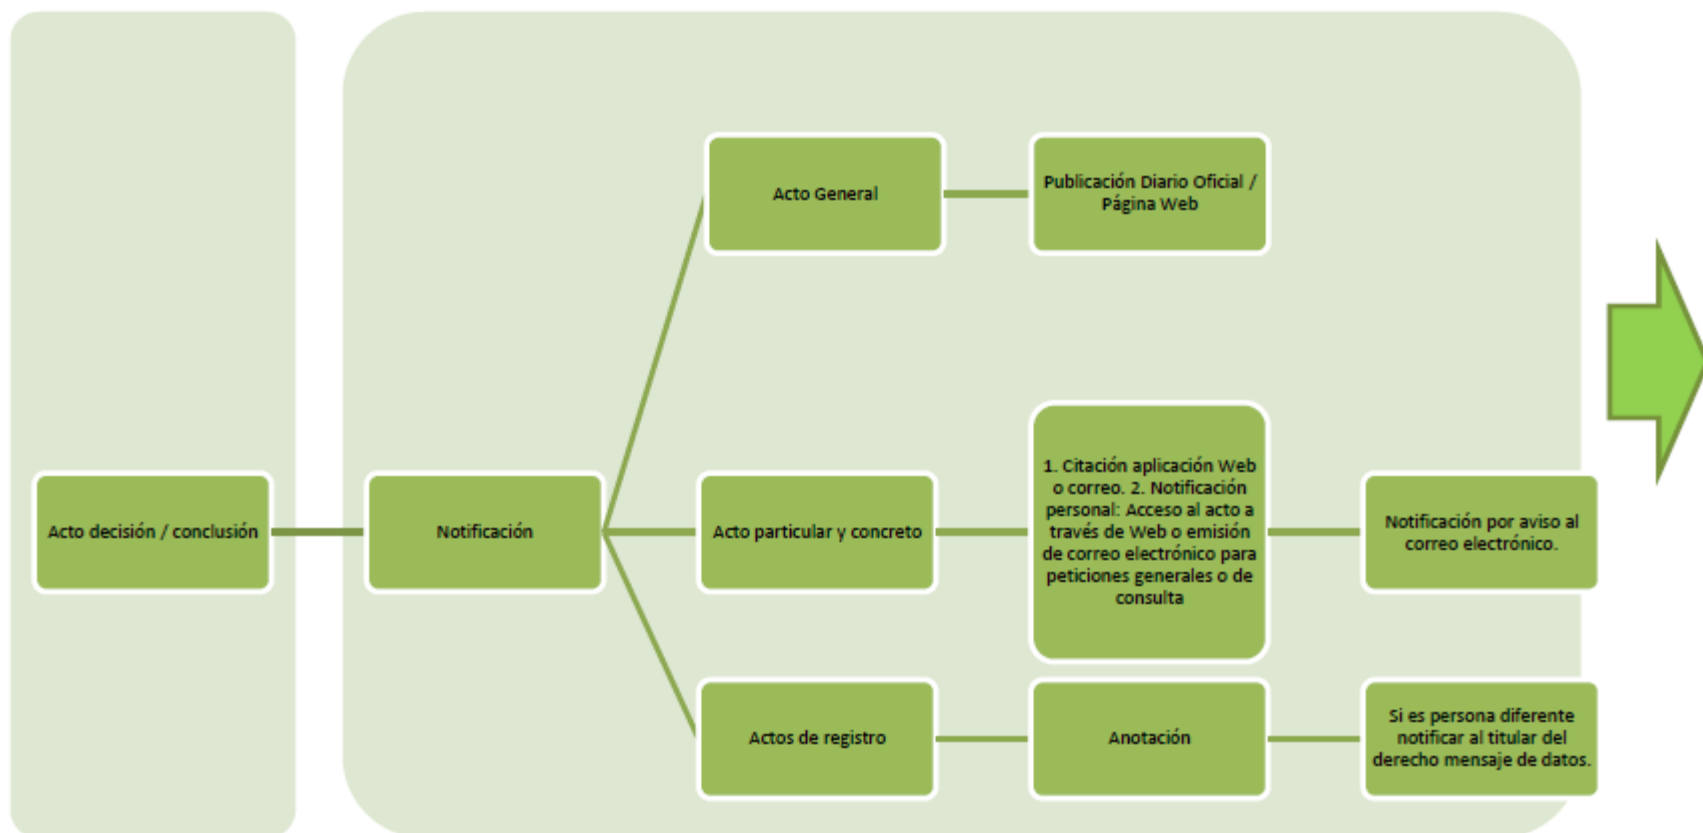 Acto General
Publicación Diario Oficial /
Página Web
Acto decisión / conclusión
Notificación
Acto particular y concreto
1. Citación aplicación Web
o correo. 2. Notificación
personal: Acceso al acto a
través de Web o emisión
de correo electrónico para
peticiones generales o de
consulta
Notificación por aviso al
correo electrónico.
Actos de registro
Anotación
Si es persona diferente
notificar al titular del
derecho mensaje de datos.